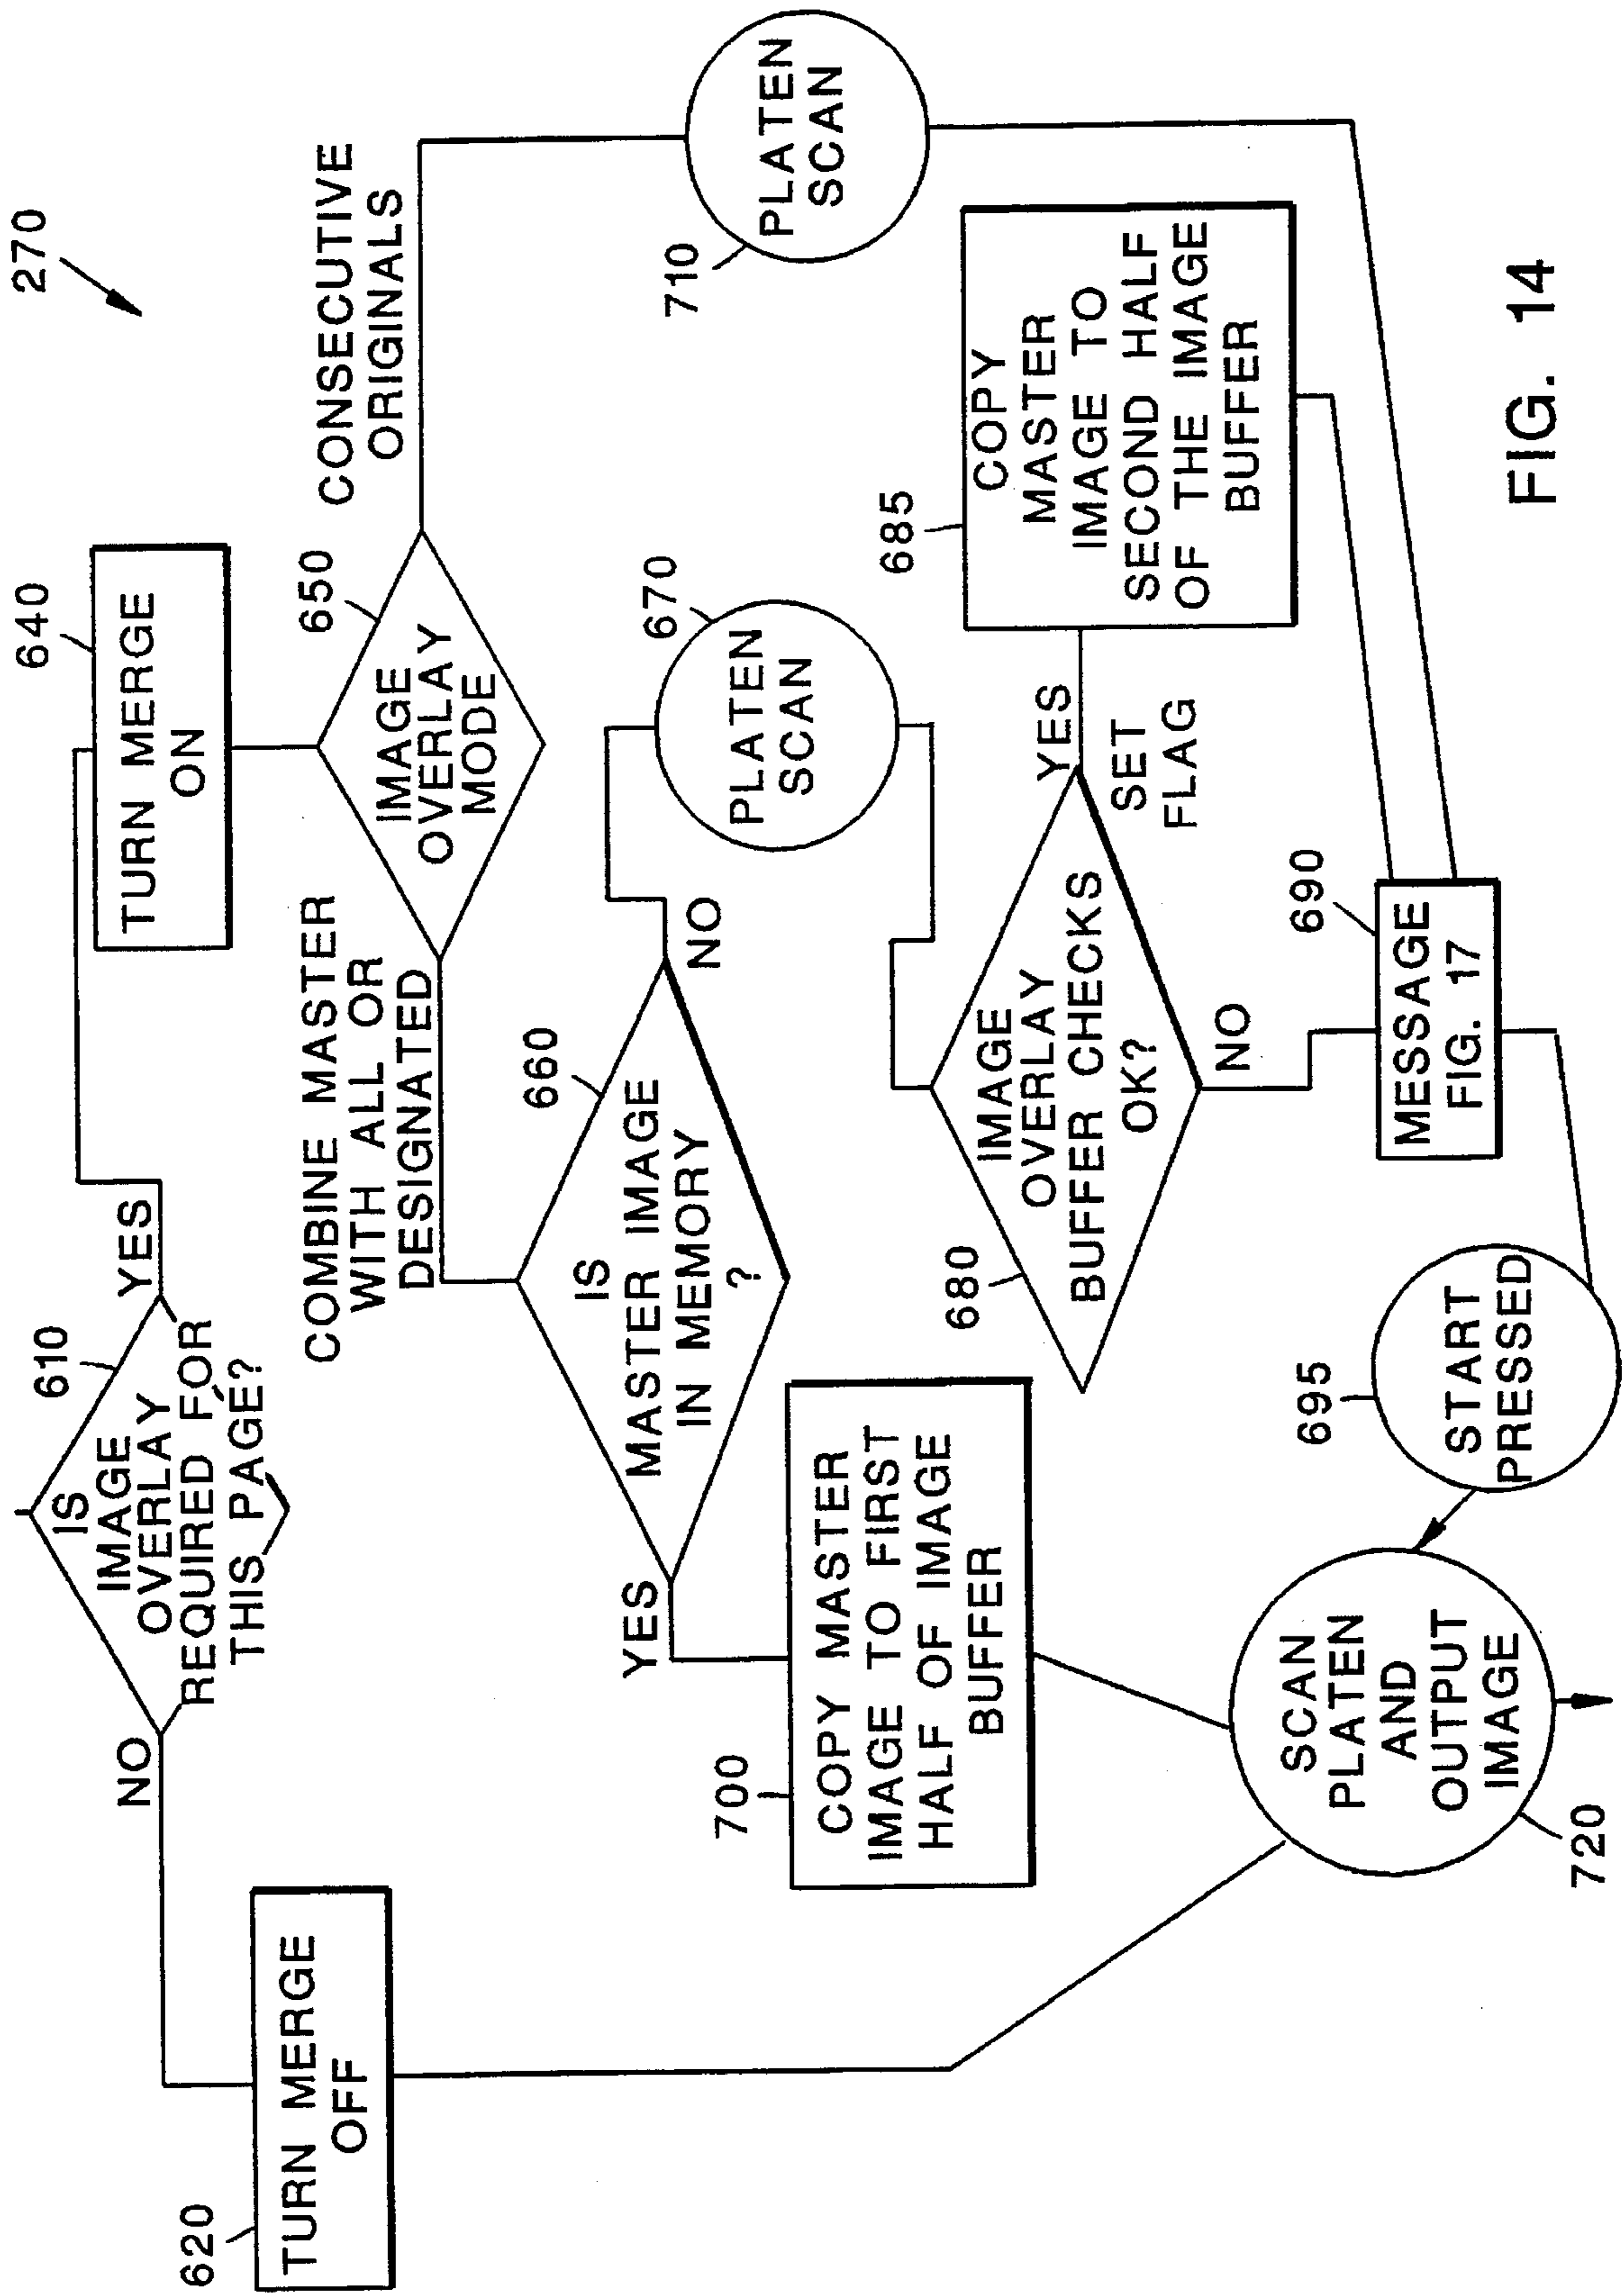 270
610
IS
IMAGE
OVERLAY
REQUIRED FOR
THIS PAGE?
NO
YES
620
TURN MERGE
OFF
640
TURN MERGE
ON
650
IMAGE
OVERLAY
MODE
COMBINE MASTER
WITH ALL OR
DESIGNATED
CONSECUTIVE
ORIGINALS
660
IS
MASTER IMAGE
IN MEMORY
?
YES
NO
670
PLATEN
SCAN
710
PLATEN
SCAN
700
COPY MASTER
IMAGE TO FIRST
HALF OF IMAGE
BUFFER
680
IMAGE
OVERLAY
BUFFER CHECKS
OK?
YES
SET
FLAG
NO
685
COPY
MASTER
IMAGE TO
SECOND HALF
OF THE IMAGE
BUFFER
690
MESSAGE
FIG. 17
695
START
PRESSED
SCAN
PLATEN
AND
OUTPUT
IMAGE
720
FIG. 14